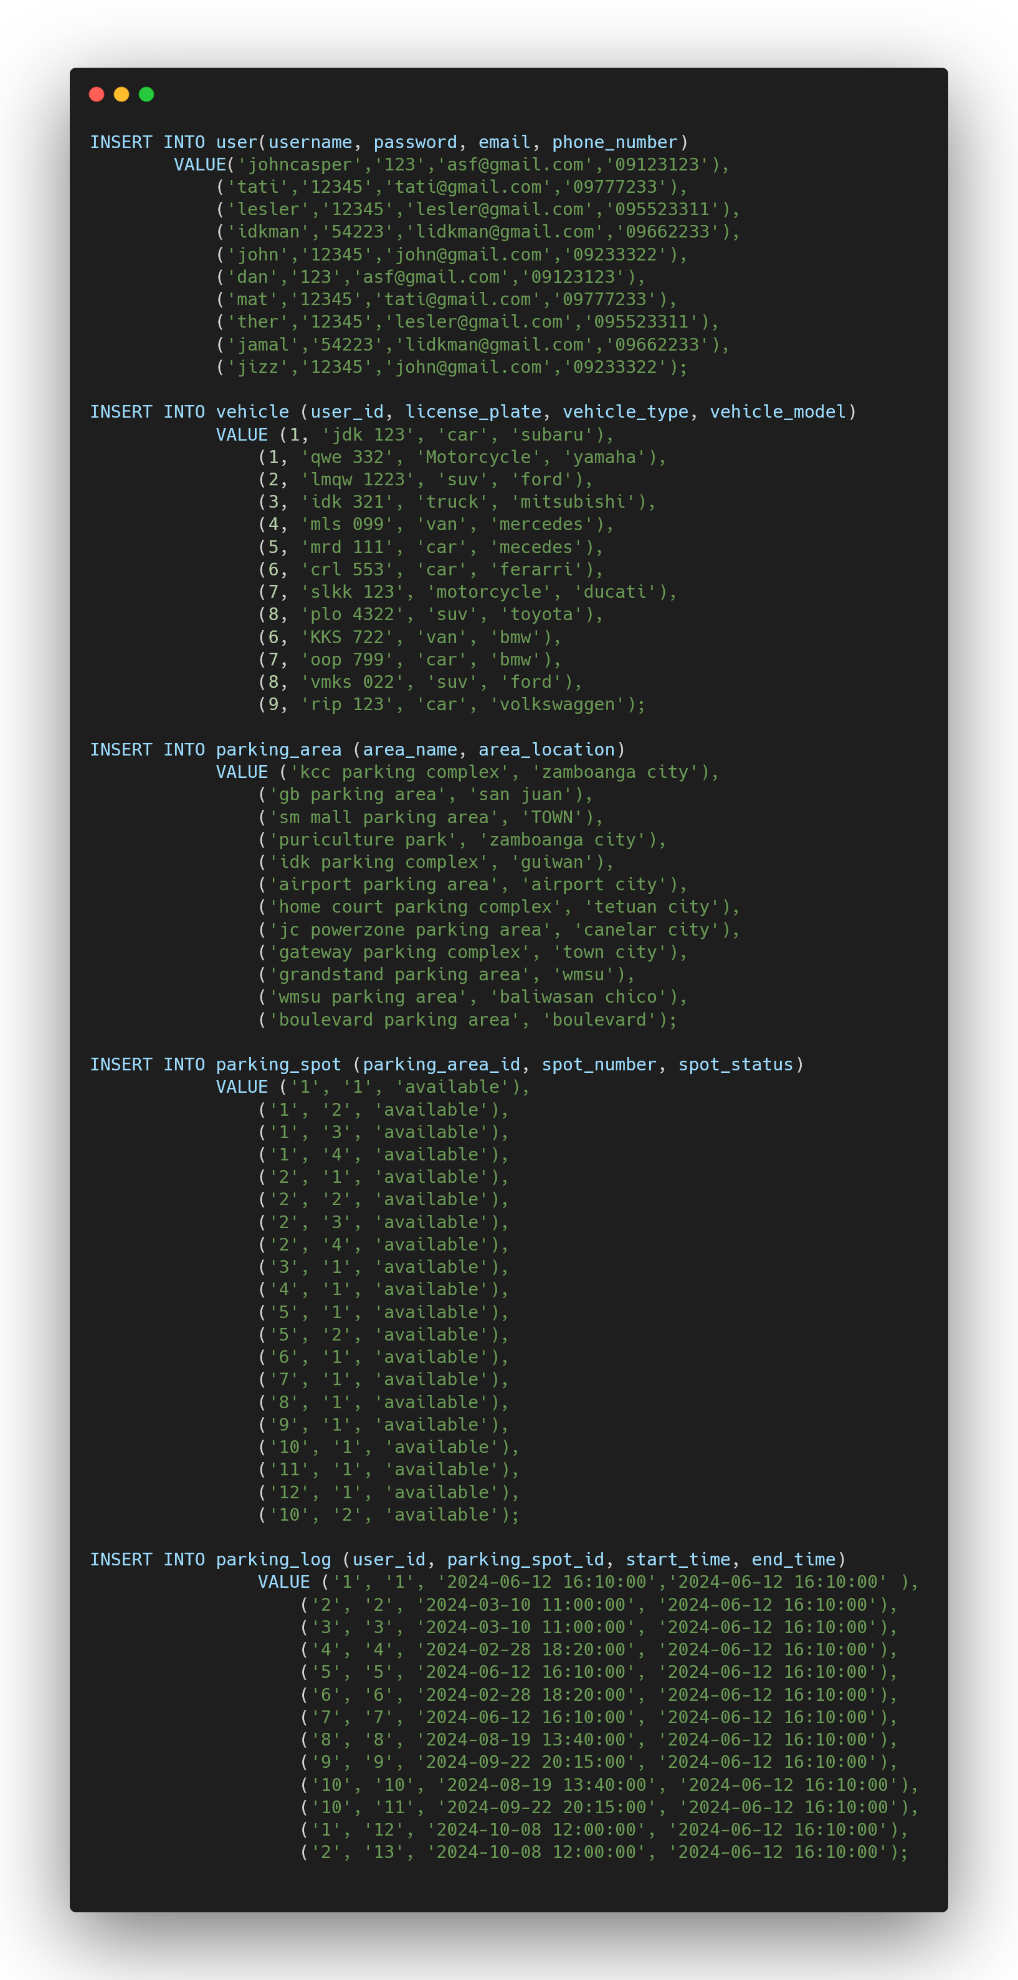 INSERT INTO user(username, password, email, phone_number)
VALUE('johncasper','123','asf@gmail.com','09123123'),
('tati','12345','tati@gmail.com','09777233'),
('lesler','12345','lesler@gmail.com','095523311'),
('idkman','54223','lidkman@gmail.com','09662233'),
('john','12345','john@gmail.com','09233322'),
('dan','123','asf@gmail.com','09123123'),
('mat','12345','tati@gmail.com','09777233'),
('ther','12345','lesler@gmail.com','095523311'),
('jamal','54223','lidkman@gmail.com','09662233'),
('jizz','12345','john@gmail.com','09233322');
INSERT INTO vehicle (user_id, license_plate, vehicle_type, vehicle_model)
VALUE (1, 'jdk 123', 'car', 'subaru'),
(1, 'qwe 332', 'Motorcycle', 'yamaha'),
(2, 'lmqw 1223', 'suv', 'ford'),
(3, 'idk 321', 'truck', 'mitsubishi'),
(4, 'mls 099', 'van', 'mercedes'),
(5, 'mrd 111', 'car', 'mecedes'),
(6, 'crl 553', 'car', 'ferarri'),
(7, 'slkk 123', 'motorcycle', 'ducati'),
(8, 'plo 4322', 'suv', 'toyota'),
(6, 'KKS 722', 'van', 'bmw'),
(7, 'oop 799', 'car', 'bmw'),
(8, 'vmks 022', 'suv', 'ford'),
(9, 'rip 123', 'car', 'volkswaggen');
INSERT INTO parking_area (area_name, area_location)
VALUE ('kcc parking complex', 'zamboanga city'),
('gb parking area', 'san juan'),
('sm mall parking area', 'TOWN'),
('puriculture park', 'zamboanga city'),
('idk parking complex', 'guiwan'),
('airport parking area', 'airport city'),
('home court parking complex', 'tetuan city'),
('jc powerzone parking area', 'canelar city'),
('gateway parking complex', 'town city'),
('grandstand parking area', 'wmsu'),
('wmsu parking area', 'baliwasan chico'),
('boulevard parking area', 'boulevard');
INSERT INTO parking_spot (parking_area_id, spot_number, spot_status)
VALUE ('1', '1', 'available'),
('1', '2', 'available'),
('1', '3', 'available'),
('1', '4', 'available'),
('2', '1', 'available'),
('2', '2', 'available'),
('2', '3', 'available'),
('2', '4', 'available'),
('3', '1', 'available'),
('4', '1', 'available'),
('5', '1', 'available'),
('5', '2', 'available'),
('6', '1', 'available'),
('7', '1', 'available'),
('8', '1', 'available'),
('9', '1', 'available'),
('10', '1', 'available'),
('11', '1', 'available'),
('12', '1', 'available'),
('10', '2', 'available');
INSERT INTO parking_log (user_id, parking_spot_id, start_time, end_time)
VALUE ('1', '1', '2024-06-12 16:10:00','2024-06-12 16:10:00' ),
('2', '2', '2024-03-10 11:00:00', '2024-06-12 16:10:00'),
('3', '3', '2024-03-10 11:00:00', '2024-06-12 16:10:00'),
('4', '4', '2024-02-28 18:20:00', '2024-06-12 16:10:00'),
('5', '5', '2024-06-12 16:10:00', '2024-06-12 16:10:00'),
('6', '6', '2024-02-28 18:20:00', '2024-06-12 16:10:00'),
('7', '7', '2024-06-12 16:10:00', '2024-06-12 16:10:00'),
('8', '8', '2024-08-19 13:40:00', '2024-06-12 16:10:00'),
('9', '9', '2024-09-22 20:15:00', '2024-06-12 16:10:00'),
('10', '10', '2024-08-19 13:40:00', '2024-06-12 16:10:00'),
('10', '11', '2024-09-22 20:15:00', '2024-06-12 16:10:00'),
('1', '12', '2024-10-08 12:00:00', '2024-06-12 16:10:00'),
('2', '13', '2024-10-08 12:00:00', '2024-06-12 16:10:00');